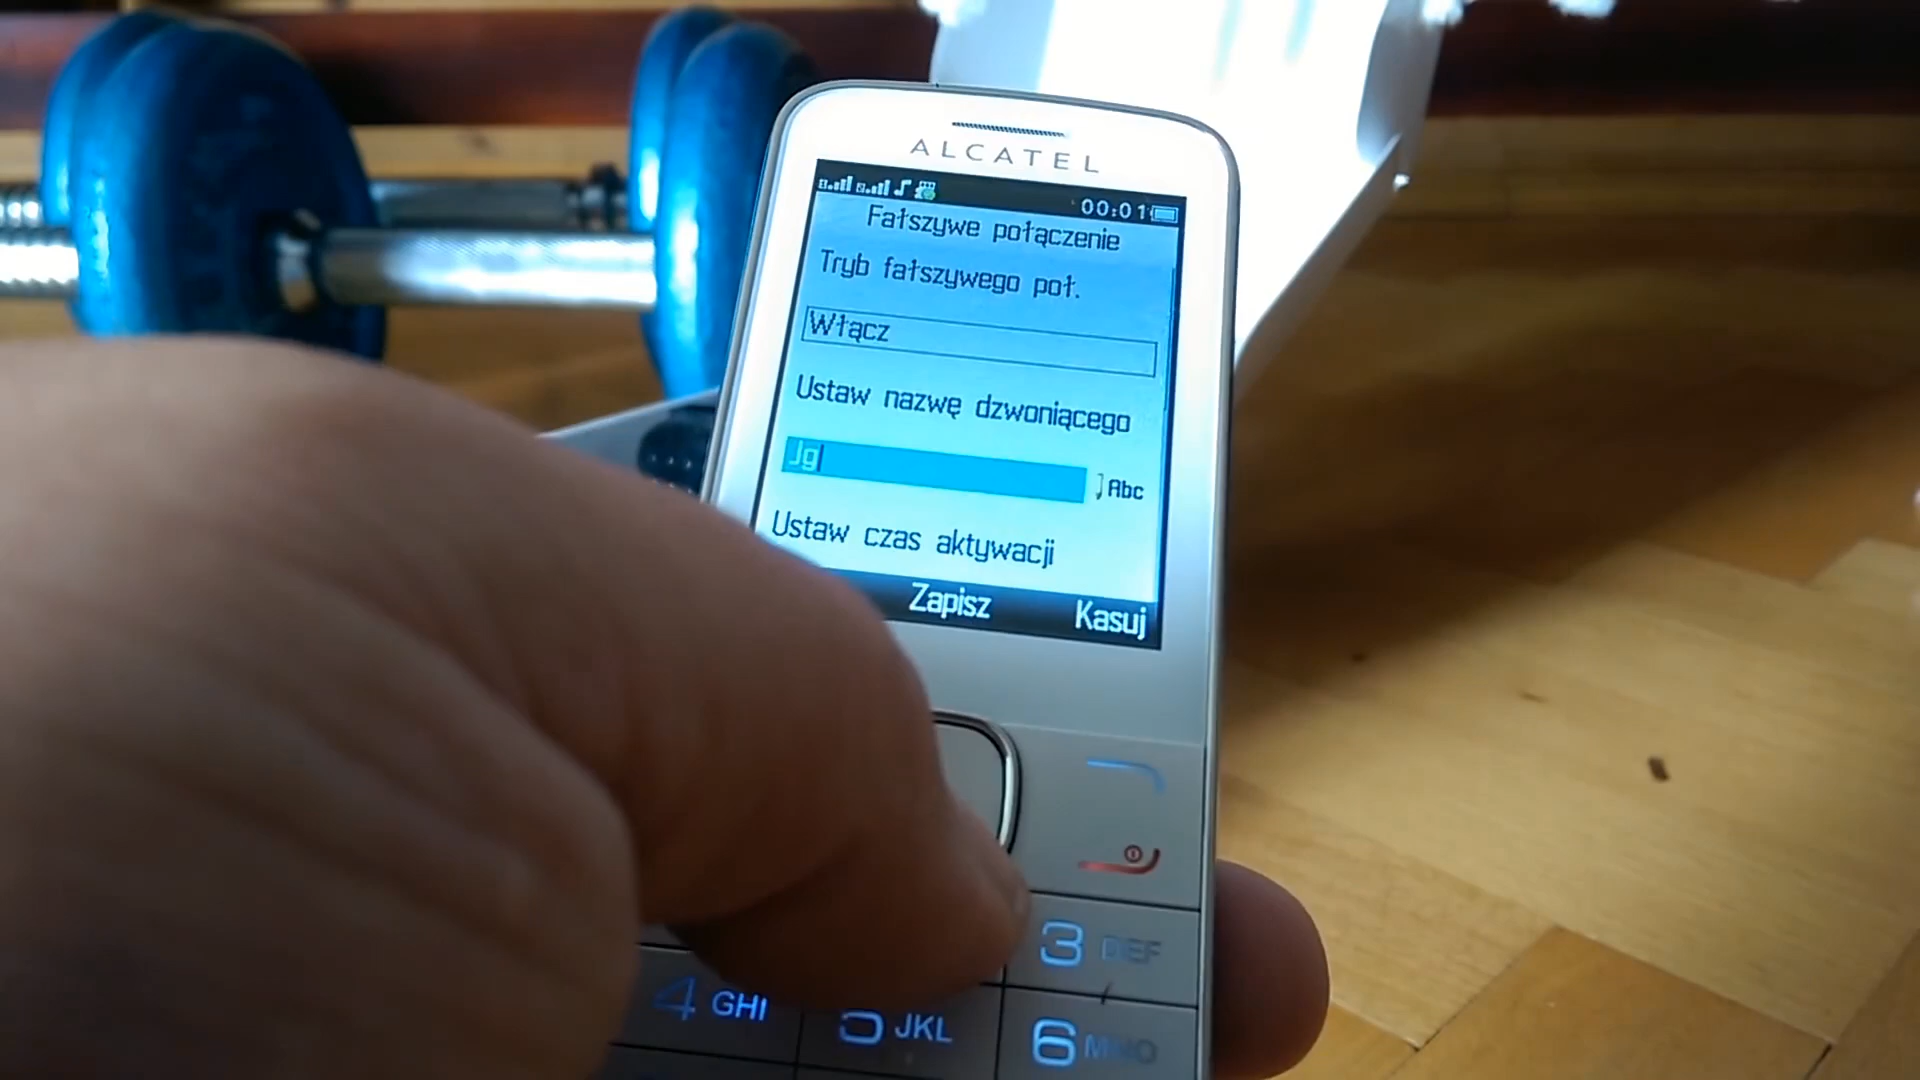 ALCATEL
00:01
Fałszywe połączenie
Tryb fałszywego poł.
Włącz
Ustaw nazwę dzwoniącego
Jg
Abc
Ustaw czas aktywacji
Zapisz Kasuj
3 DEF
4 GHI 5 JKL 6 MNO